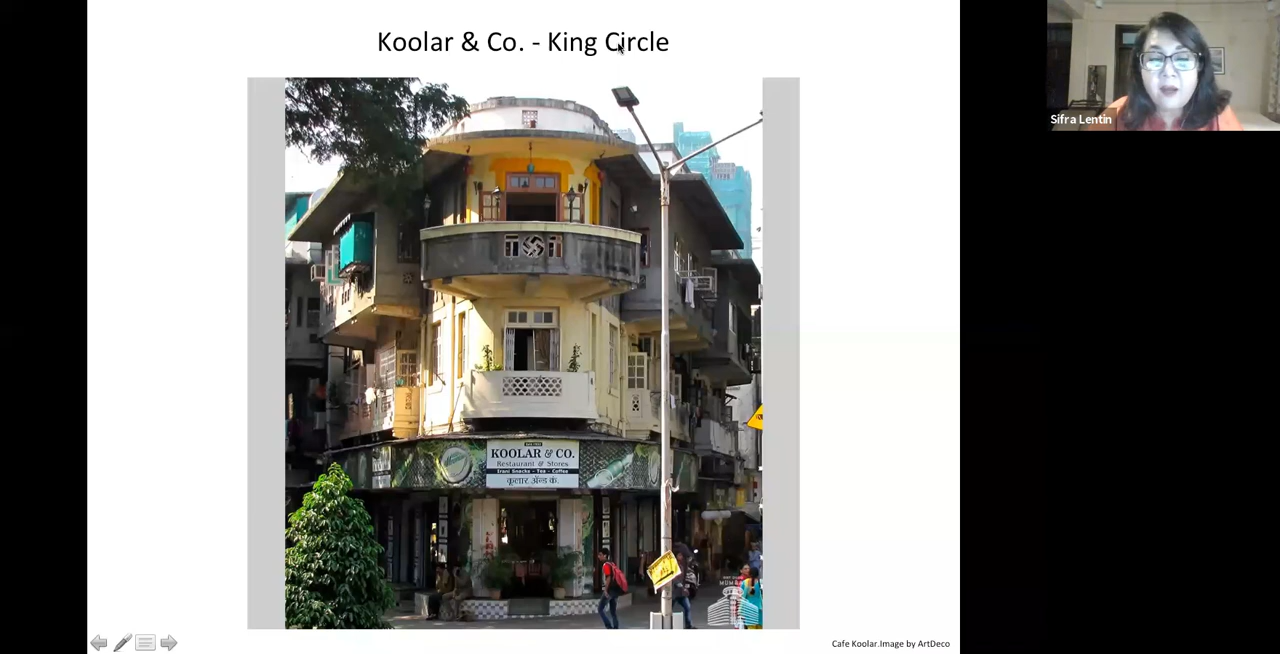 Koolar & Co. - King Circle
Sifra Lentin
KOOLAR & CO.
Restaurant & Stores
Irani Snacks - Tea - Coffee
कूलार अॅन्ड कं.
Cafe Koolar.Image by ArtDeco